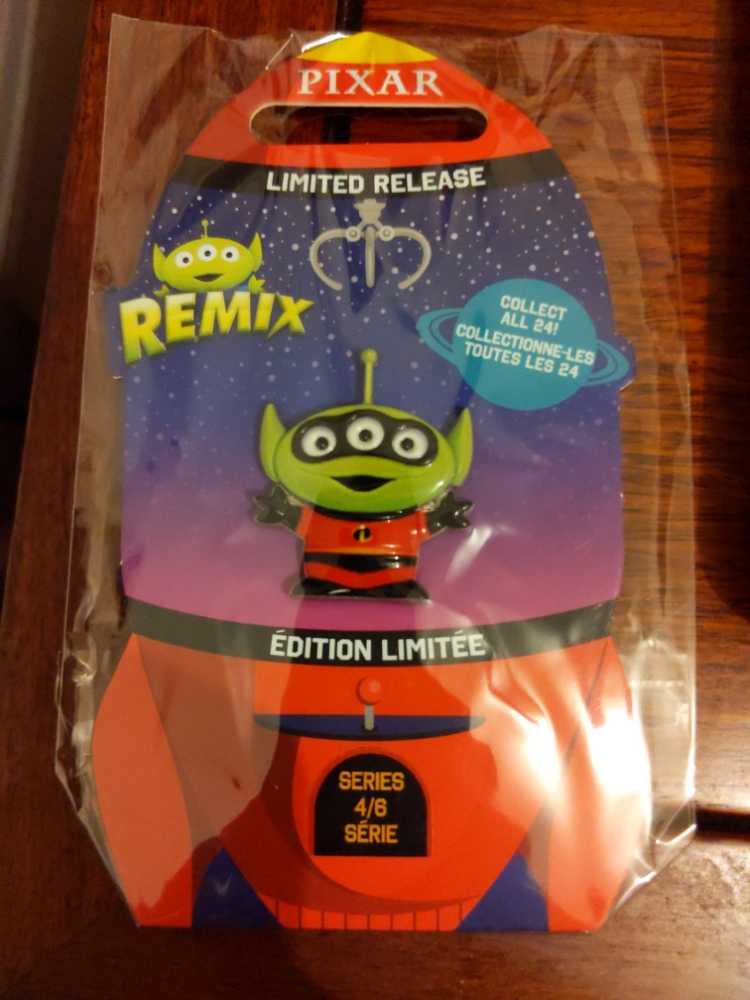 PIXAR
LIMITED RELEASE
REMIX
COLLECT
ALL 24!
COLLECTIONNE-LES
TOUTES LES 24
ÉDITION LIMITÉE
SERIES
4/6
SÉRIE